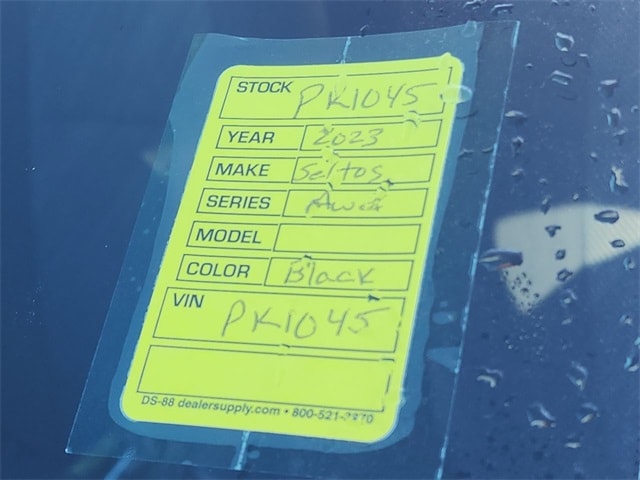 STOCK PK1045
YEAR 2023
MAKE Seltos
SERIES Awd
MODEL
COLOR Black
VIN PK1045
DS-88 dealersupply.com • 800-521-